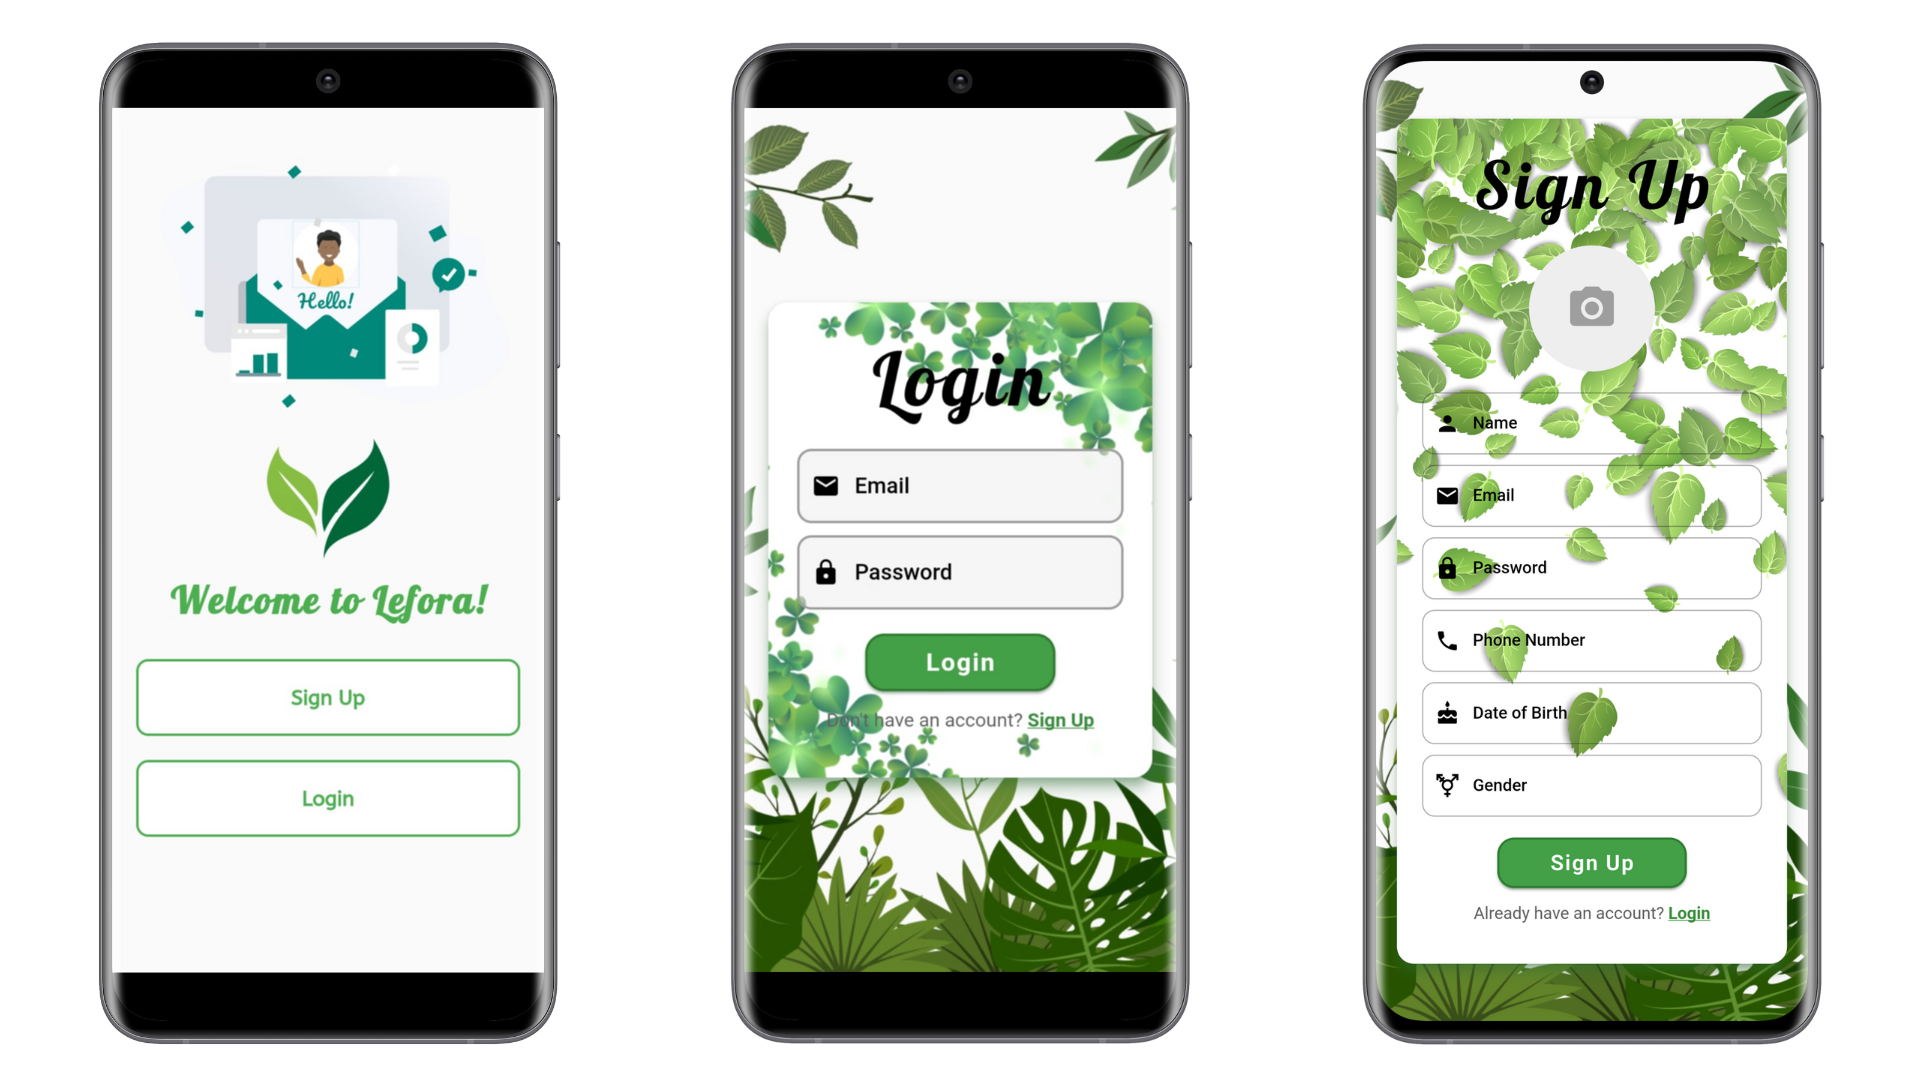 Hello!
Welcome to Lefora!
Sign Up
Login
Login
Email
Password
Login
Don't have an account? Sign Up
Sign Up
Name
Email
Password
Phone Number
Date of Birth
Gender
Sign Up
Already have an account? Login